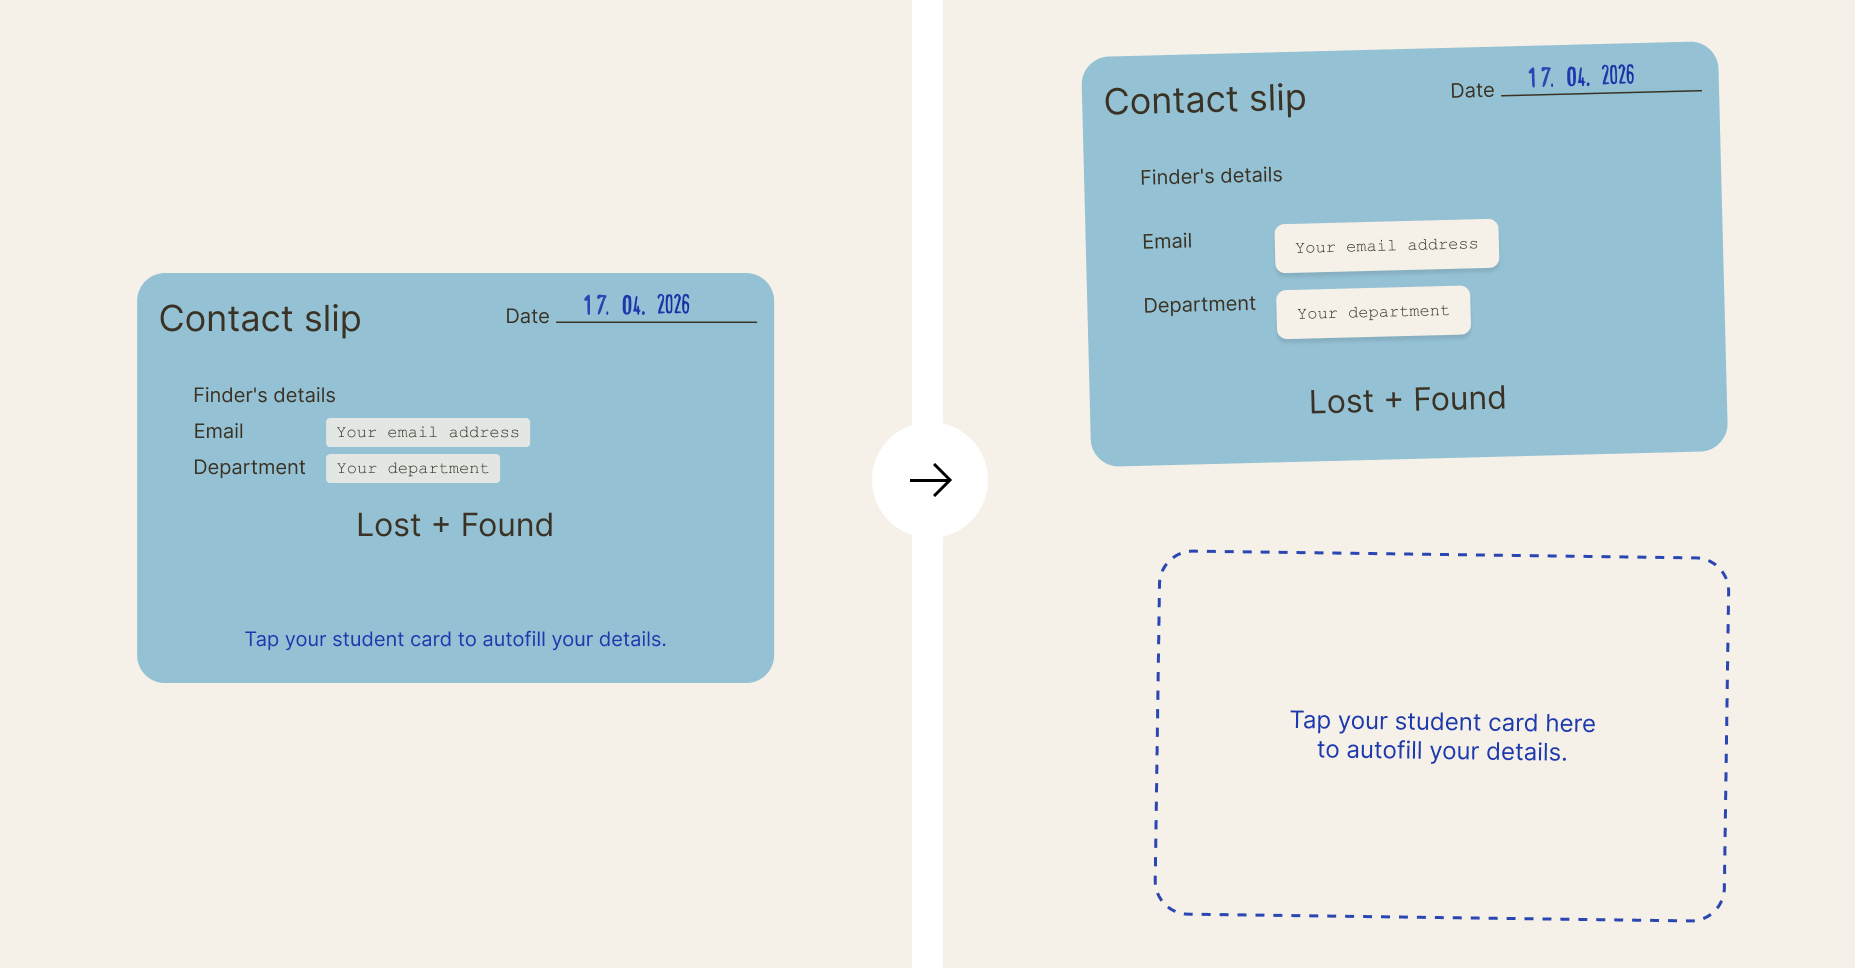 Contact slip
Date 17. 04. 2026
Finder's details
Email Your email address
Department Your department
Lost + Found
Tap your student card to autofill your details.
Contact slip
Date 17. 04. 2026
Finder's details
Email Your email address
Department Your department
Lost + Found
Tap your student card here
to autofill your details.